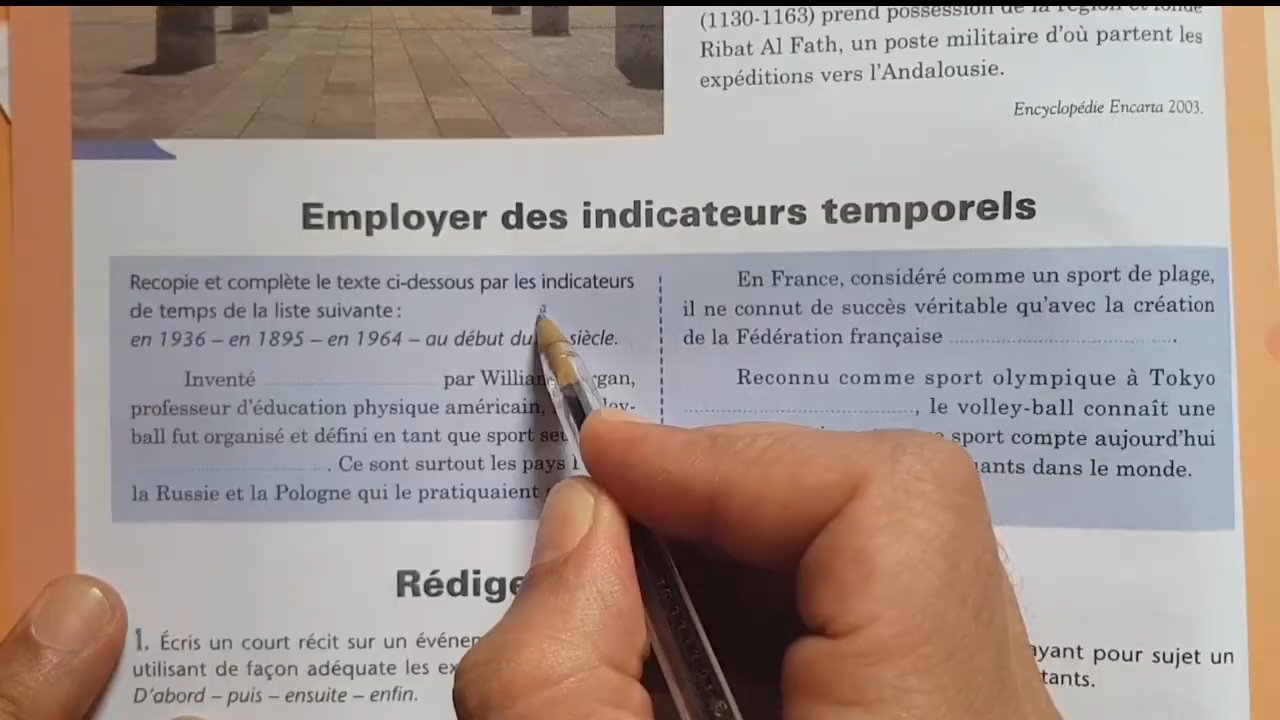 (1130-1163) prend possession de la région et fonde
Ribat Al Fath, un poste militaire d'où partent les
expéditions vers l'Andalousie.
Encyclopédie Encarta 2003.
Employer des indicateurs temporels
Recopie et complète le texte ci-dessous par les indicateurs
de temps de la liste suivante :
en 1936 – en 1895 – en 1964 – au début du siècle.
Inventé .................... par William
professeur d'éducation physique américain,
ball fut organisé et défini en tant que sport
.................... . Ce sont surtout les pays
la Russie et la Pologne qui le pratiquaient
En France, considéré comme un sport de plage,
il ne connut de succès véritable qu'avec la création
de la Fédération française .................... .
Reconnu comme sport olympique à Tokyo
...................., le volley-ball connaît une
sport compte aujourd'hui
dans le monde.
1. Écris un court récit sur un
utilisant de façon adéquate les
D'abord – puis – ensuite – enfin.
ayant pour sujet un